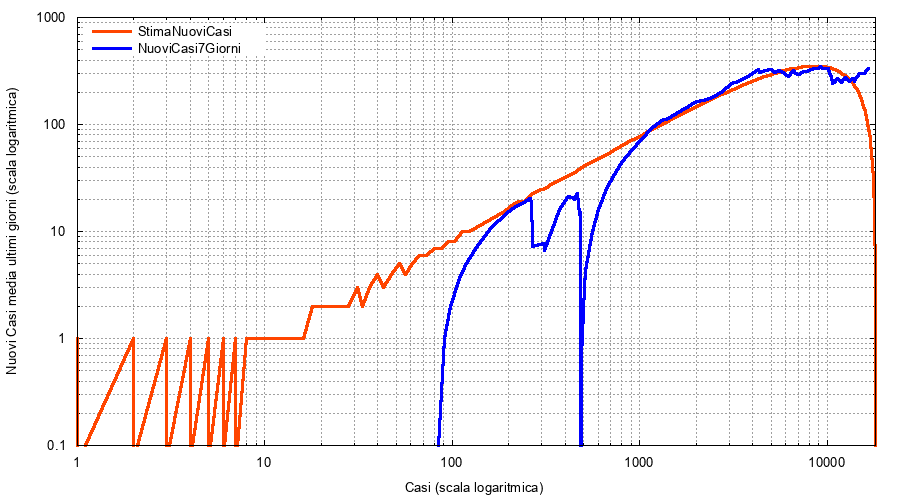 1000
StimaNuoviCasi
NuoviCasi7Giorni
100
10
1
0.1
Nuovi Casi media ultimi giorni (scala logaritmica)
1 10 100 1000 10000
Casi (scala logaritmica)